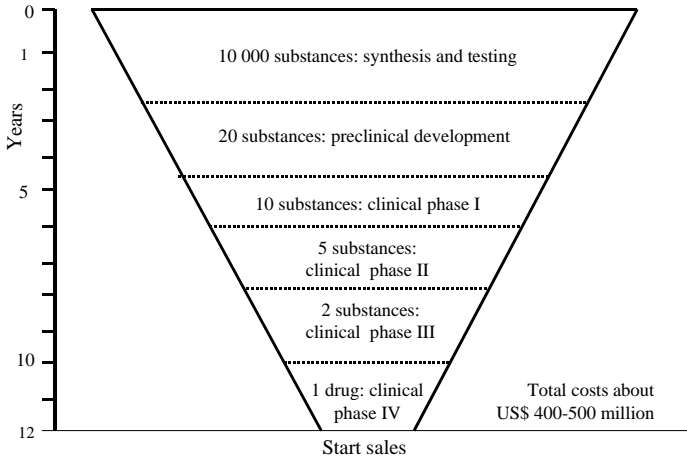 0
1
Years
5
10
12
10 000 substances: synthesis and testing
20 substances: preclinical development
10 substances: clinical phase I
5 substances:
clinical phase II
2 substances:
clinical phase III
1 drug: clinical
phase IV
Total costs about
US$ 400-500 million
Start sales